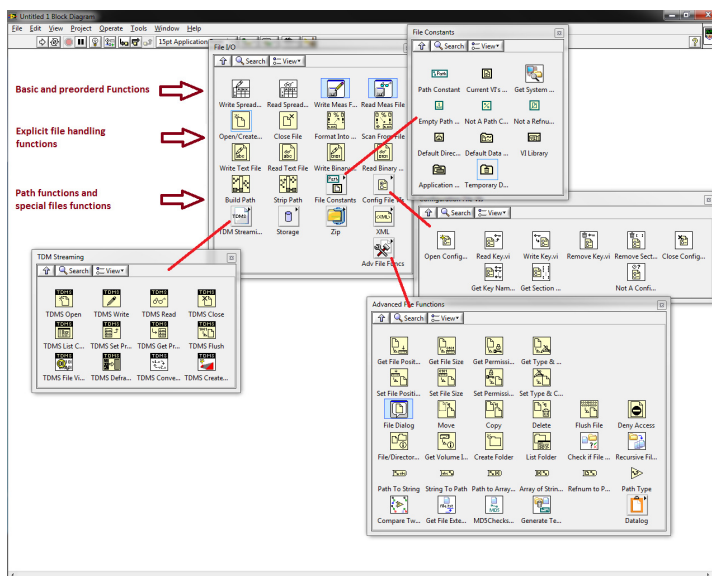 Untitled 1 Block Diagram
File Edit View Project Operate Tools Window Help
15pt Application
File I/O
Search View
Write Spread... Read Spread... Write Meas F... Read Meas File
Open/Create... Close File Format Into ... Scan From File
Write Text File Read Text File Write Binary ... Read Binary ...
Build Path Strip Path File Constants Config File VIs
TDM Streami... Storage Zip XML
Adv File Funcs
Basic and preorderd Functions
Explicit file handling
functions
Path functions and
special files functions
File Constants
Search View
Path Constant Current VI's ... Get System ...
Empty Path ... Not A Path C... Not a Refnu...
Default Direc... Default Data ... VI Library
Application ... Temporary D...
Search View
Open Config... Read Key.vi Write Key.vi Remove Key.vi Remove Sect... Close Config...
Get Key Nam... Get Section ... Not A Confi...
TDM Streaming
Search View
TDMS Open TDMS Write TDMS Read TDMS Close
TDMS List C... TDMS Set Pr... TDMS Get Pr... TDMS Flush
TDMS File Vi... TDMS Defra... TDMS Conve... TDMS Create...
Advanced File Functions
Search View
Get File Posit... Get File Size Get Permissi... Get Type & ...
Set File Positi... Set File Size Set Permissi... Set Type & C...
File Dialog Move Copy Delete Flush File Deny Access
File/Director... Get Volume I... Create Folder List Folder Check if File ... Recursive Fil...
Path To String String To Path Path to Array... Array of Strin... Refnum to P... Path Type
Compare Tw... Get File Exte... MD5Checks... Generate Te... Datalog